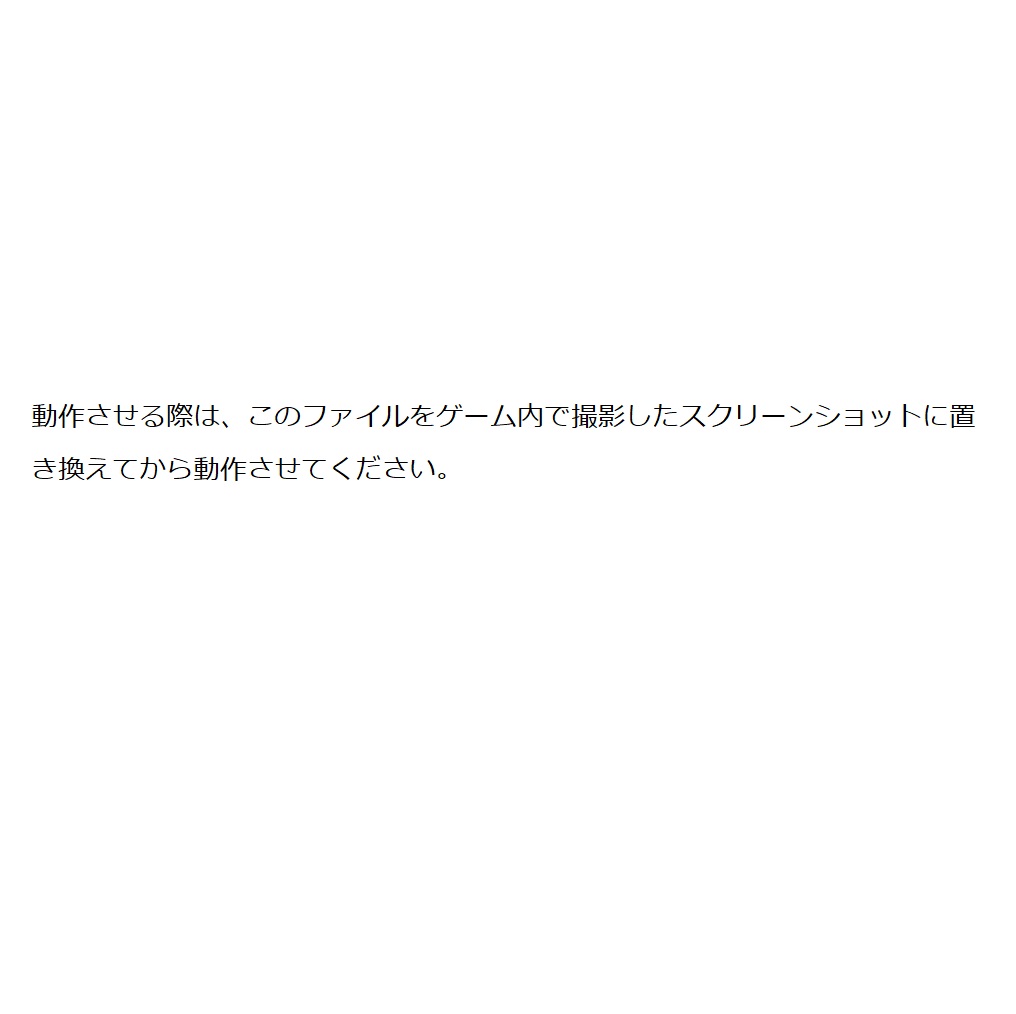 動作させる際は、このファイルをゲーム内で撮影したスクリーンショットに置
き換えてから動作させてください。